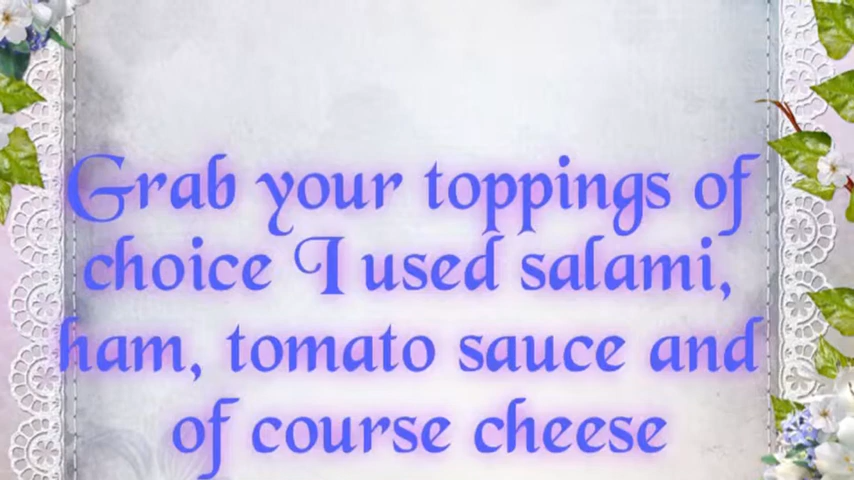 Grab your toppings of
choice I used salami,
ham, tomato sauce and
of course cheese